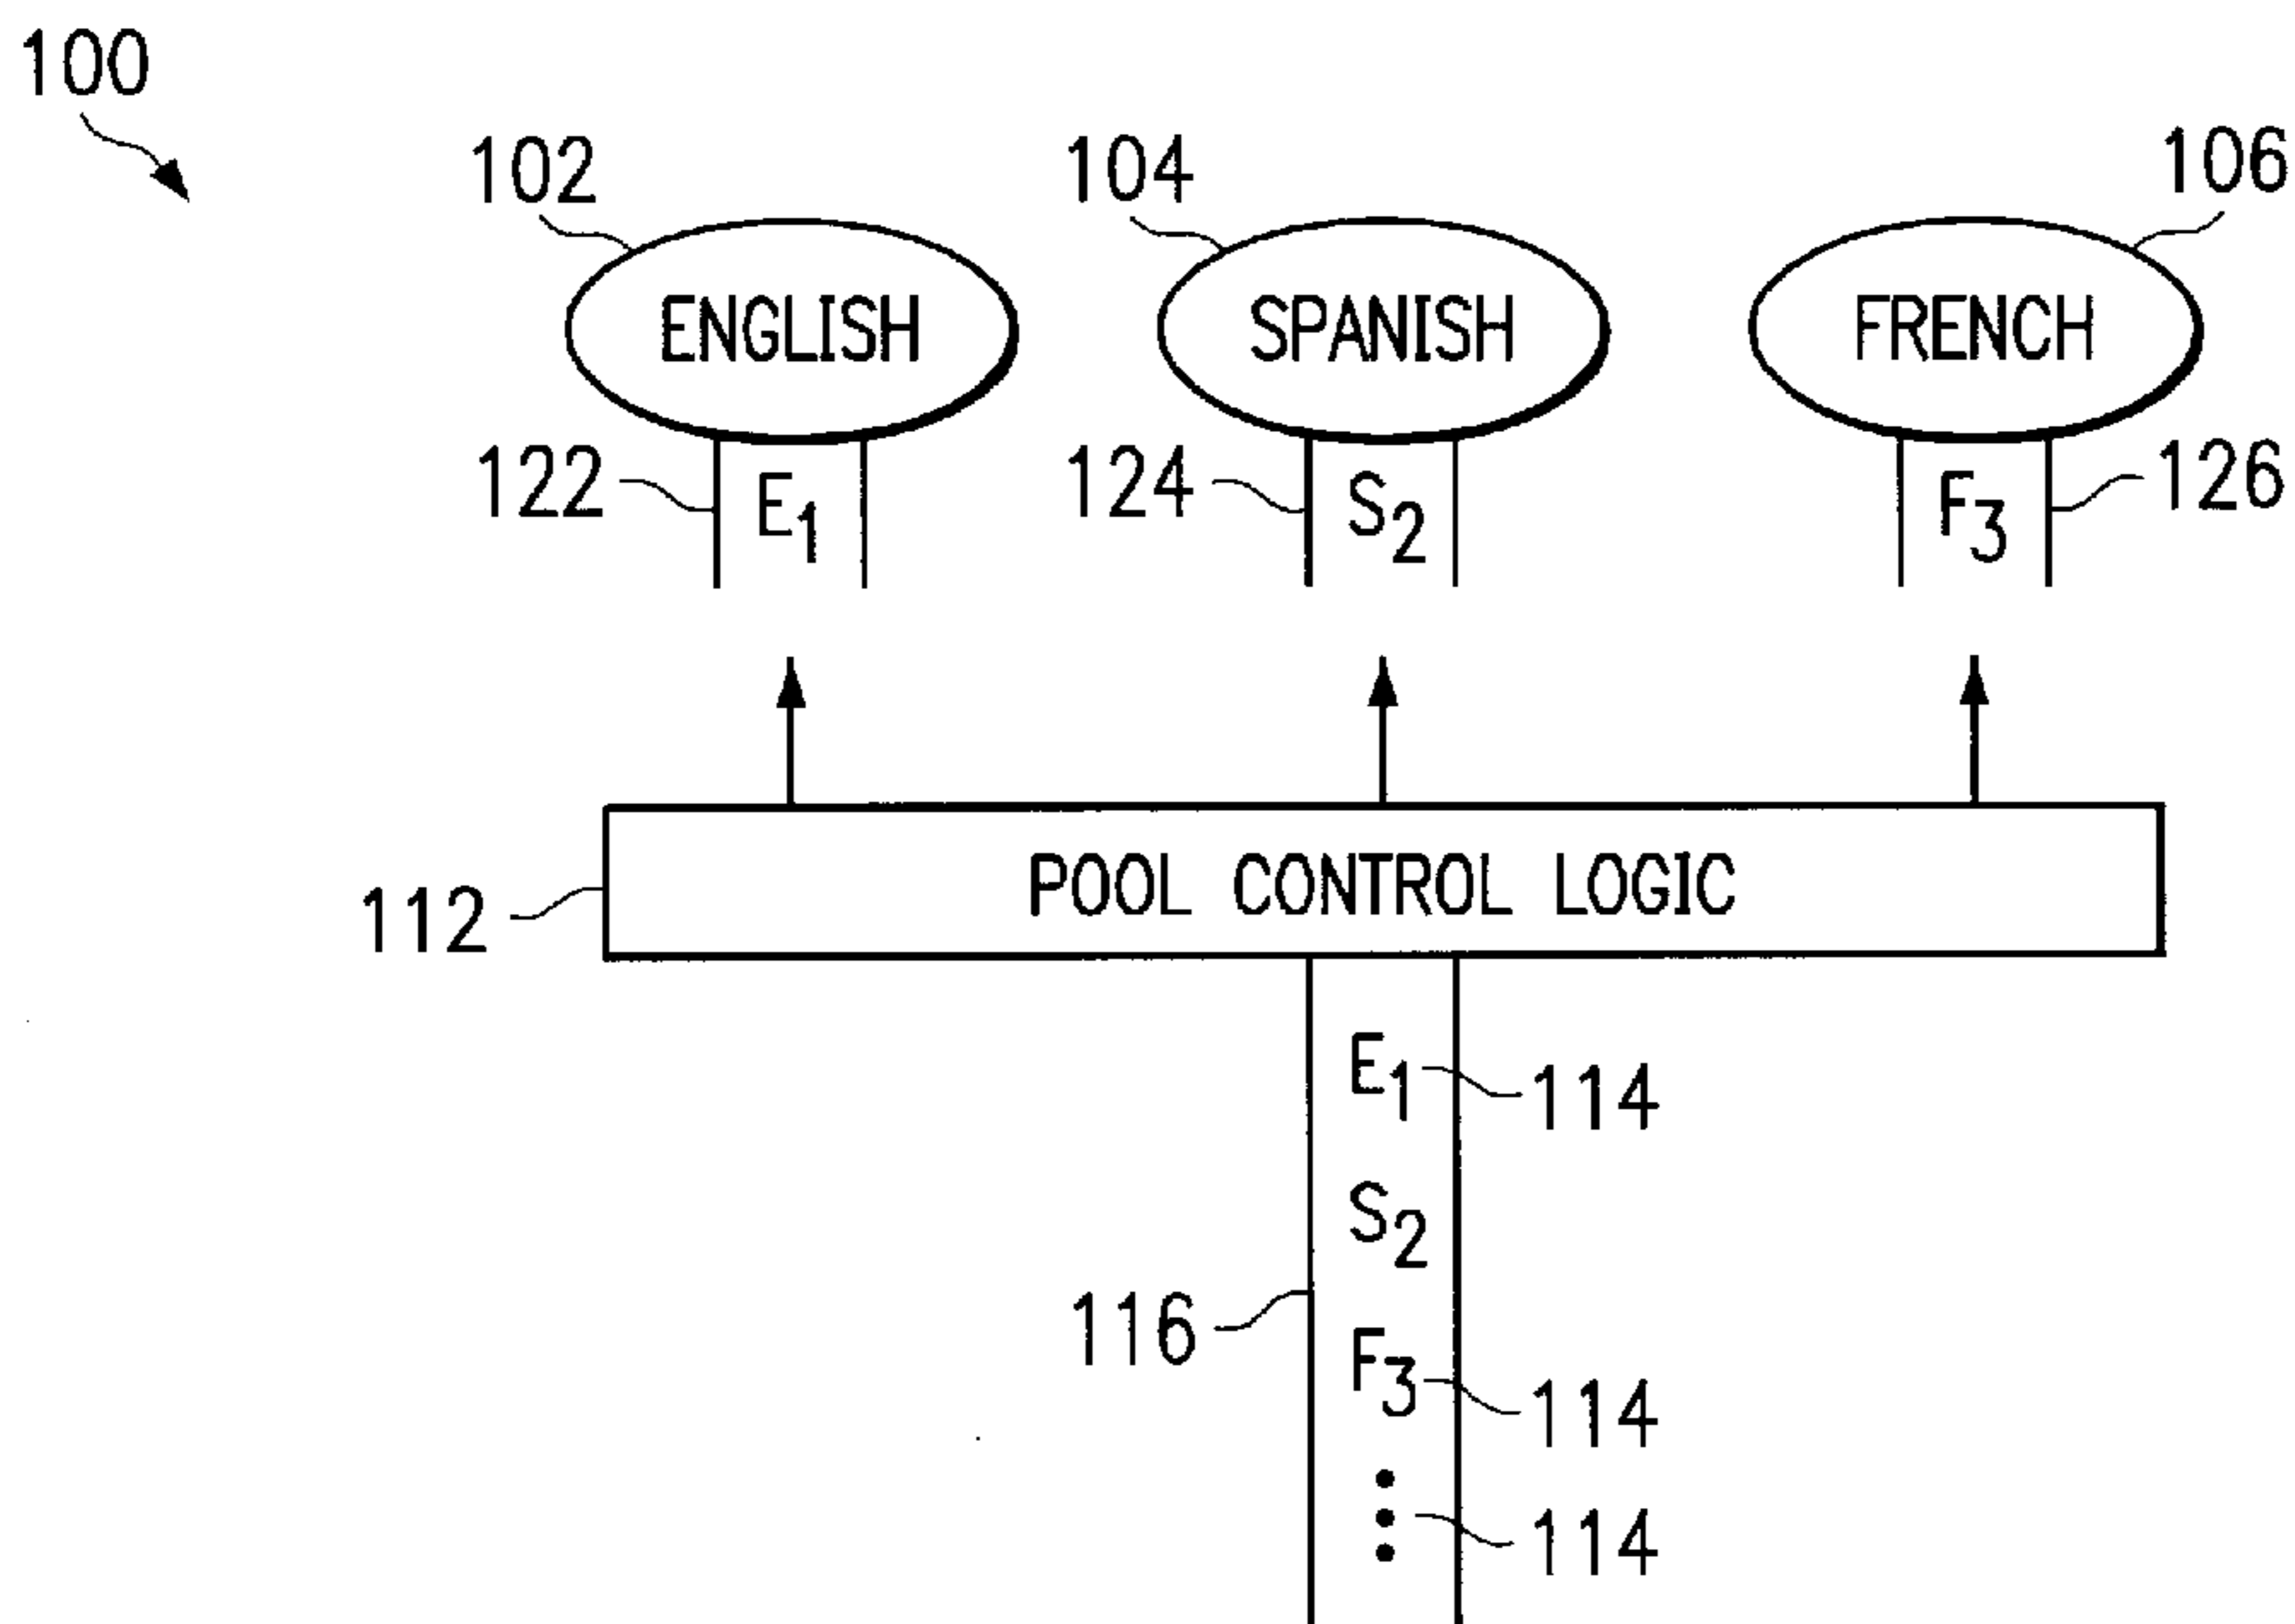 100
102
104
106
ENGLISH
SPANISH
FRENCH
122
E1
124
S2
F3
126
POOL CONTROL LOGIC
112
E1
114
S2
116
F3
114
114